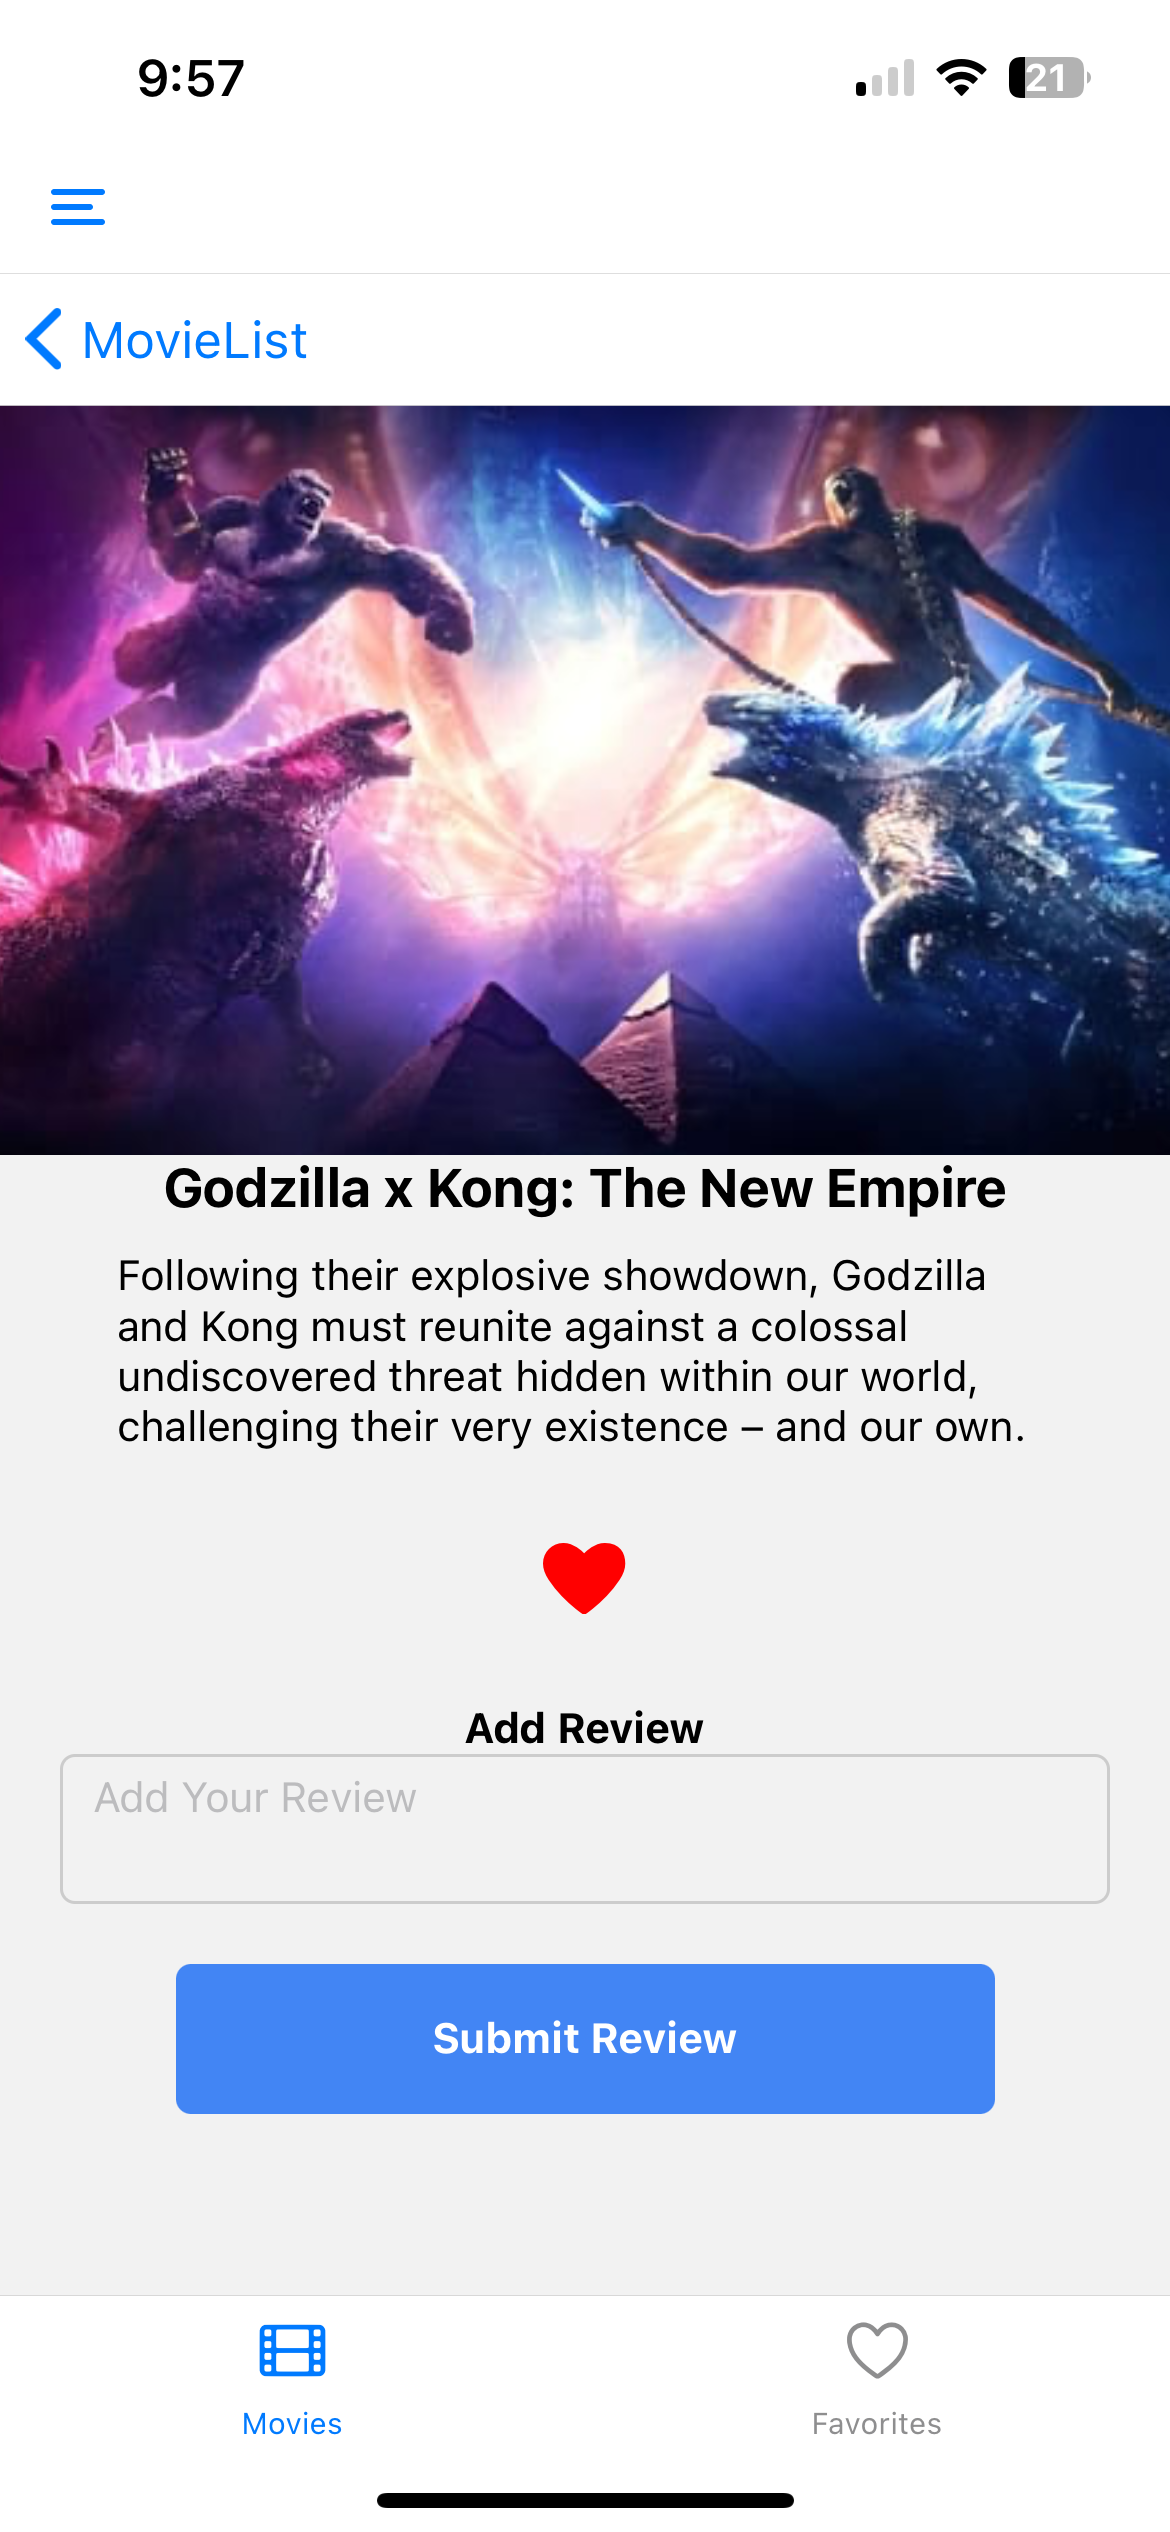 9:57
21
MovieList
Godzilla x Kong: The New Empire
Following their explosive showdown, Godzilla
and Kong must reunite against a colossal
undiscovered threat hidden within our world,
challenging their very existence – and our own.
Add Review
Add Your Review
Submit Review
Movies
Favorites